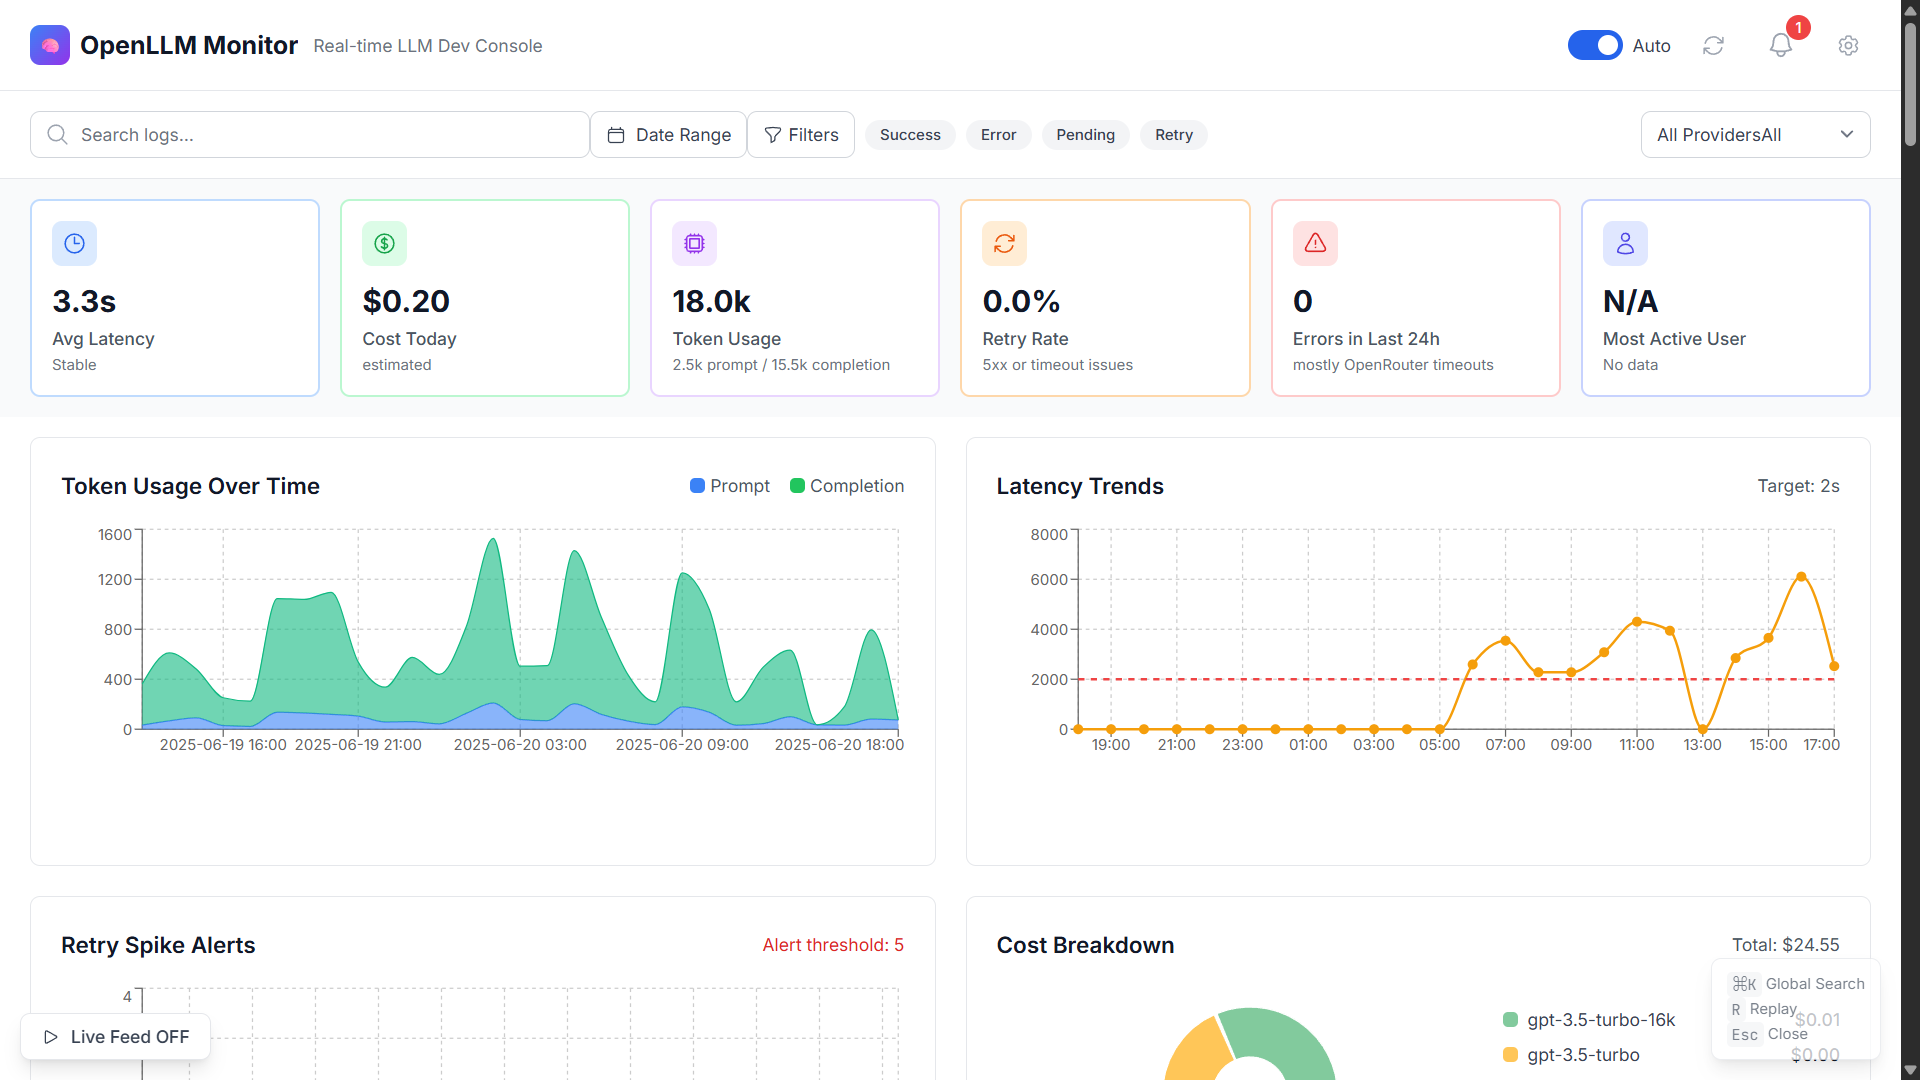 OpenLLM Monitor Real-time LLM Dev Console
Auto
1
Search logs...
Date Range
Filters
Success
Error
Pending
Retry
All ProvidersAll
3.3s
Avg Latency
Stable
$0.20
Cost Today
estimated
18.0k
Token Usage
2.5k prompt / 15.5k completion
0.0%
Retry Rate
5xx or timeout issues
0
Errors in Last 24h
mostly OpenRouter timeouts
N/A
Most Active User
No data
Token Usage Over Time
Prompt
Completion
1600
1200
800
400
0
2025-06-19 16:00
2025-06-19 21:00
2025-06-20 03:00
2025-06-20 09:00
2025-06-20 18:00
Latency Trends
Target: 2s
8000
6000
4000
2000
0
19:00
21:00
23:00
01:00
03:00
05:00
07:00
09:00
11:00
13:00
15:00
17:00
Retry Spike Alerts
Alert threshold: 5
4
Live Feed OFF
Cost Breakdown
Total: $24.55
gpt-3.5-turbo-16k
$0.01
gpt-3.5-turbo
$0.00
⌘K Global Search
R Replay
Esc Close